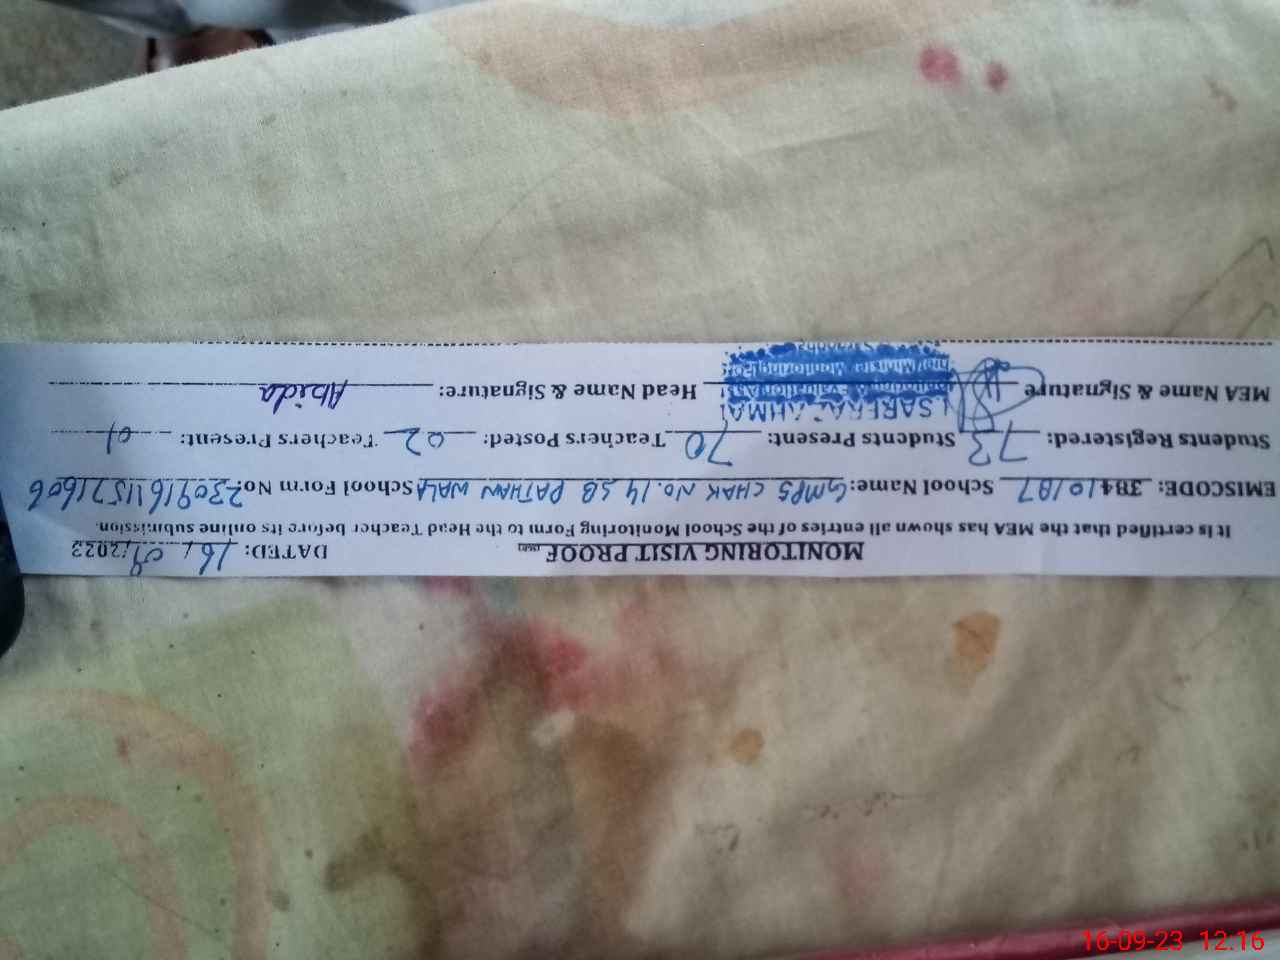 MONITORING VISIT PROOF DATED: 16/09/2023
It is certified that the MEA has shown all entries of the School Monitoring Form to the Head Teacher before its online submission.
EMISCODE: 38410187 School Name: GMPS CHAK NO.14 SB PATHAN WALA School Form No. 23091611571606
Students Registered: 73 Students Present: 70 Teachers Posted: 02 Teachers Present: 01
MEA Name & Signature Head Name & Signature: Abida
Monitoring & Evaluation
16-09-23 12:16